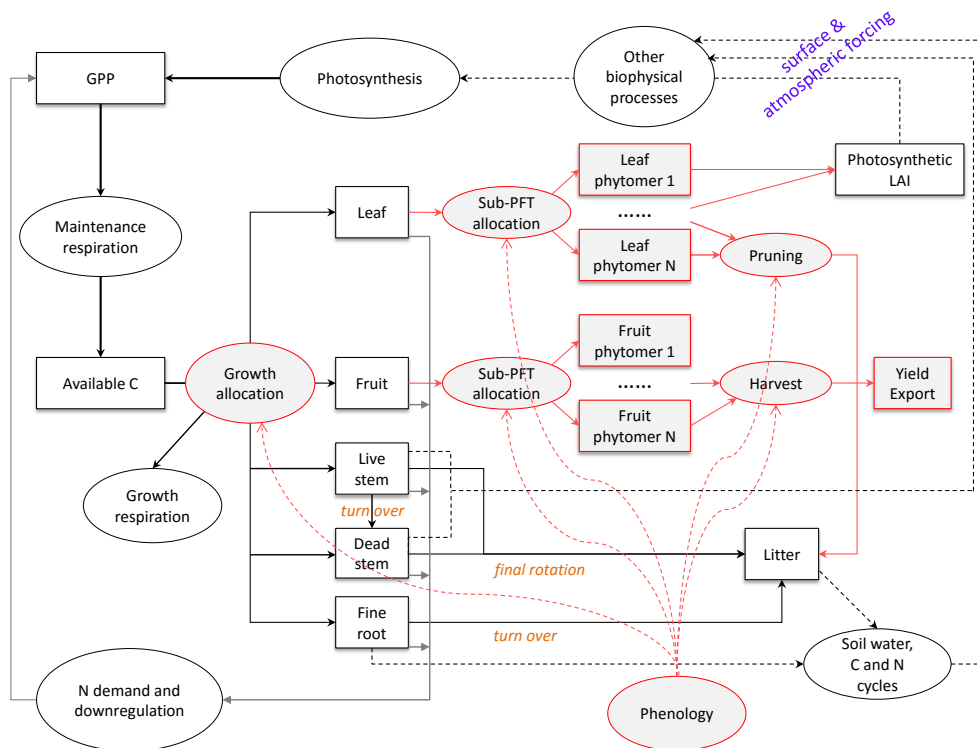 GPP
Photosynthesis
Other
biophysical
processes
surface &
atmospheric forcing
Leaf
phytomer 1
Photosynthetic
LAI
Maintenance
respiration
Leaf
Sub-PFT
allocation
......
Leaf
phytomer N
Pruning
Available C
Growth
allocation
Fruit
Sub-PFT
allocation
Fruit
phytomer 1
......
Fruit
phytomer N
Harvest
Yield
Export
Growth
respiration
Live
stem
turn over
Dead
stem
final rotation
Litter
Fine
root
turn over
Soil water,
C and N
cycles
N demand and
downregulation
Phenology